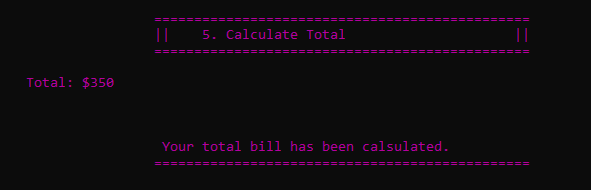 ===============================================
||    5. Calculate Total                     ||
===============================================
Total: $350
Your total bill has been calsulated.
===============================================